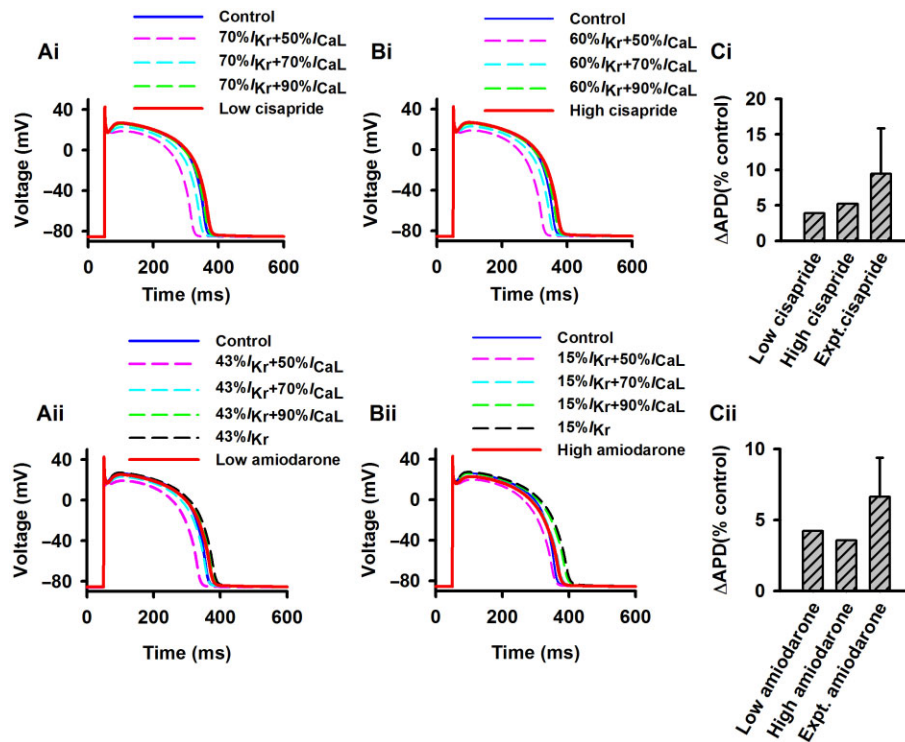 Ai
Control
70%IKr+50%ICaL
70%IKr+70%ICaL
70%IKr+90%ICaL
Low cisapride
Voltage (mV)
40
0
−40
−80
0 200 400 600
Time (ms)
Bi
Control
60%IKr+50%ICaL
60%IKr+70%ICaL
60%IKr+90%ICaL
High cisapride
Voltage (mV)
40
0
−40
−80
0 200 400 600
Time (ms)
Ci
ΔAPD(% control)
20
15
10
5
0
Low cisapride
High cisapride
Expt.cisapride
Aii
Control
43%IKr+50%ICaL
43%IKr+70%ICaL
43%IKr+90%ICaL
43%IKr
Low amiodarone
Voltage (mV)
40
0
−40
−80
0 200 400 600
Time (ms)
Bii
Control
15%IKr+50%ICaL
15%IKr+70%ICaL
15%IKr+90%ICaL
15%IKr
High amiodarone
Voltage (mV)
40
0
−40
−80
0 200 400 600
Time (ms)
Cii
ΔAPD(% control)
10
5
0
Low amiodarone
High amiodarone
Expt. amiodarone